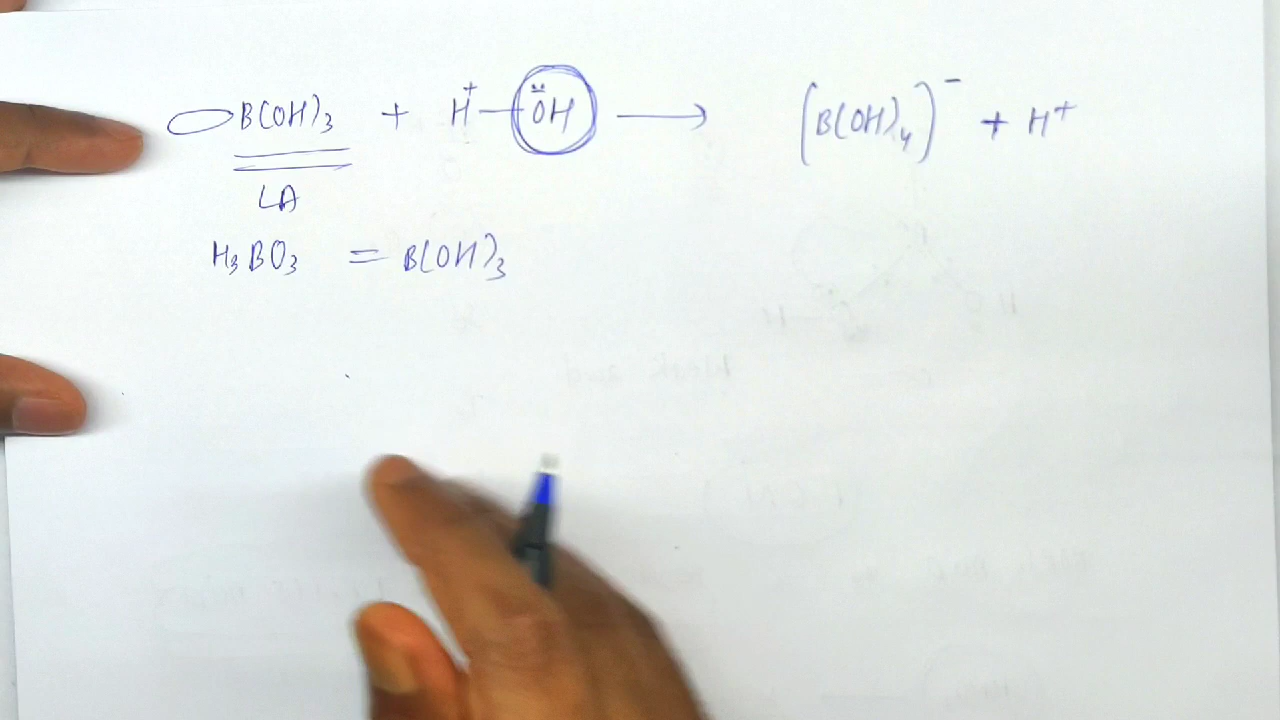 B(OH)₃ + H⁺—ÖH ⟶ [B(OH)₄]⁻ + H⁺
LA
H₃BO₃ = B(OH)₃